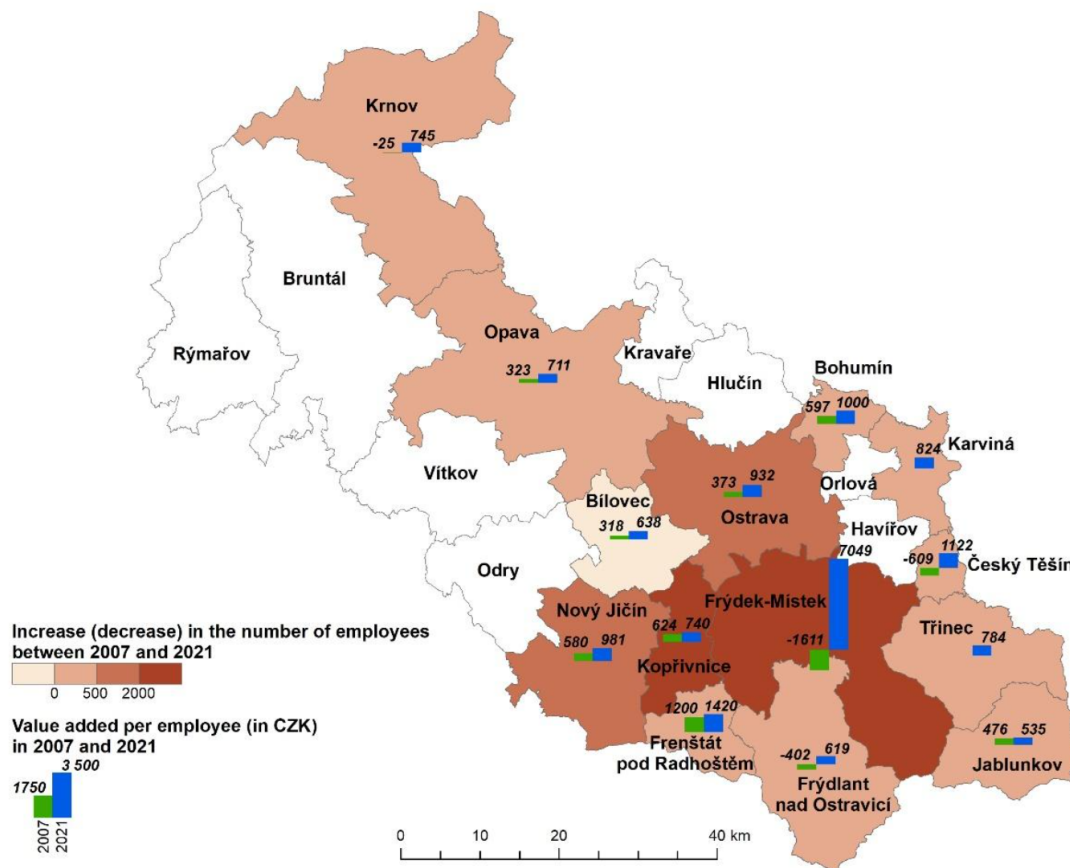 Krnov
-25 745
Bruntál
Rýmařov
Opava
323 711
Kravaře
Hlučín
Bohumín
597 1000
Karviná
824
Vítkov
Orlová
373 932
Ostrava
Bílovec
318 638
Havířov
7049
-609 1122
Český Těšín
Odry
Nový Jičín
580 981
624 740
Kopřivnice
Frýdek-Místek
-1611
Třinec
784
1200 1420
Frenštát
pod Radhoštěm
-402 619
Frýdlant
nad Ostravicí
476 535
Jablunkov
Increase (decrease) in the number of employees
between 2007 and 2021
0 500 2000
Value added per employee (in CZK)
in 2007 and 2021
1750 3 500
2007 2021
0 10 20 40 km